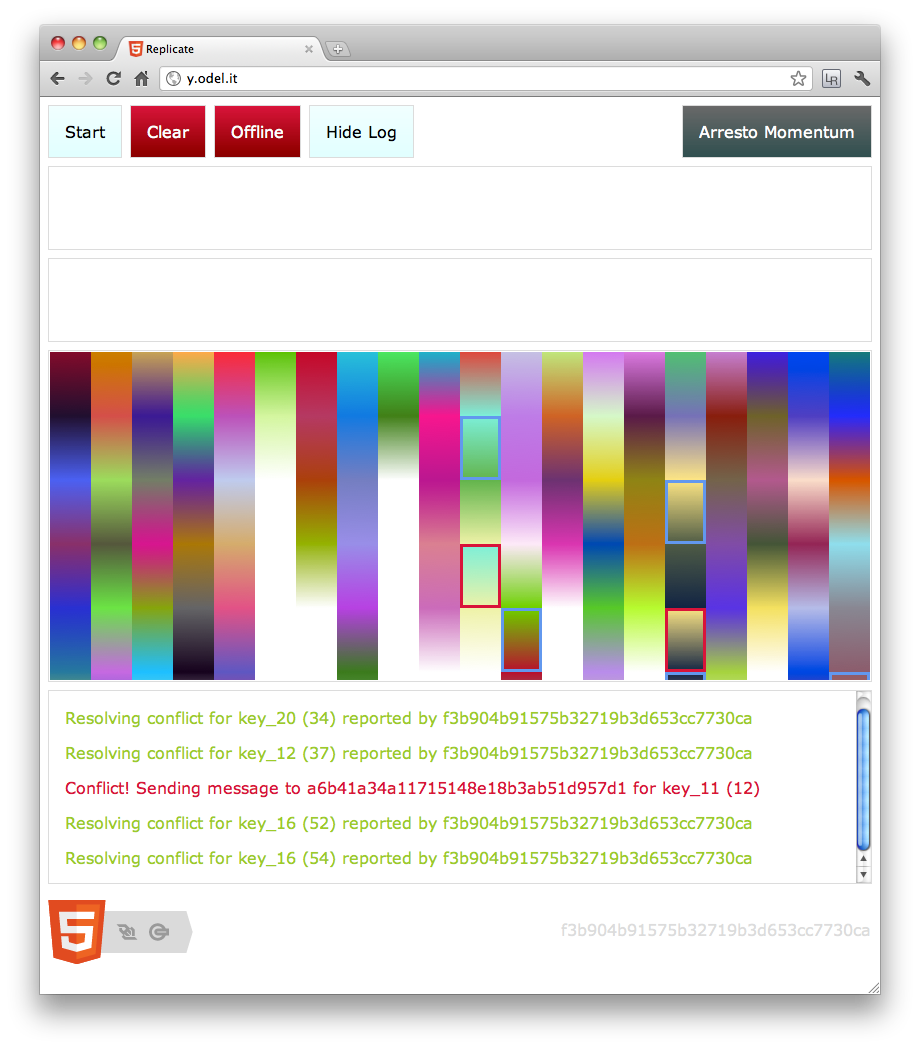 Replicate
y.odel.it
LR
Start Clear Offline Hide Log Arresto Momentum
Resolving conflict for key_20 (34) reported by f3b904b91575b32719b3d653cc7730ca
Resolving conflict for key_12 (37) reported by f3b904b91575b32719b3d653cc7730ca
Conflict! Sending message to a6b41a34a11715148e18b3ab51d957d1 for key_11 (12)
Resolving conflict for key_16 (52) reported by f3b904b91575b32719b3d653cc7730ca
Resolving conflict for key_16 (54) reported by f3b904b91575b32719b3d653cc7730ca
5
f3b904b91575b32719b3d653cc7730ca